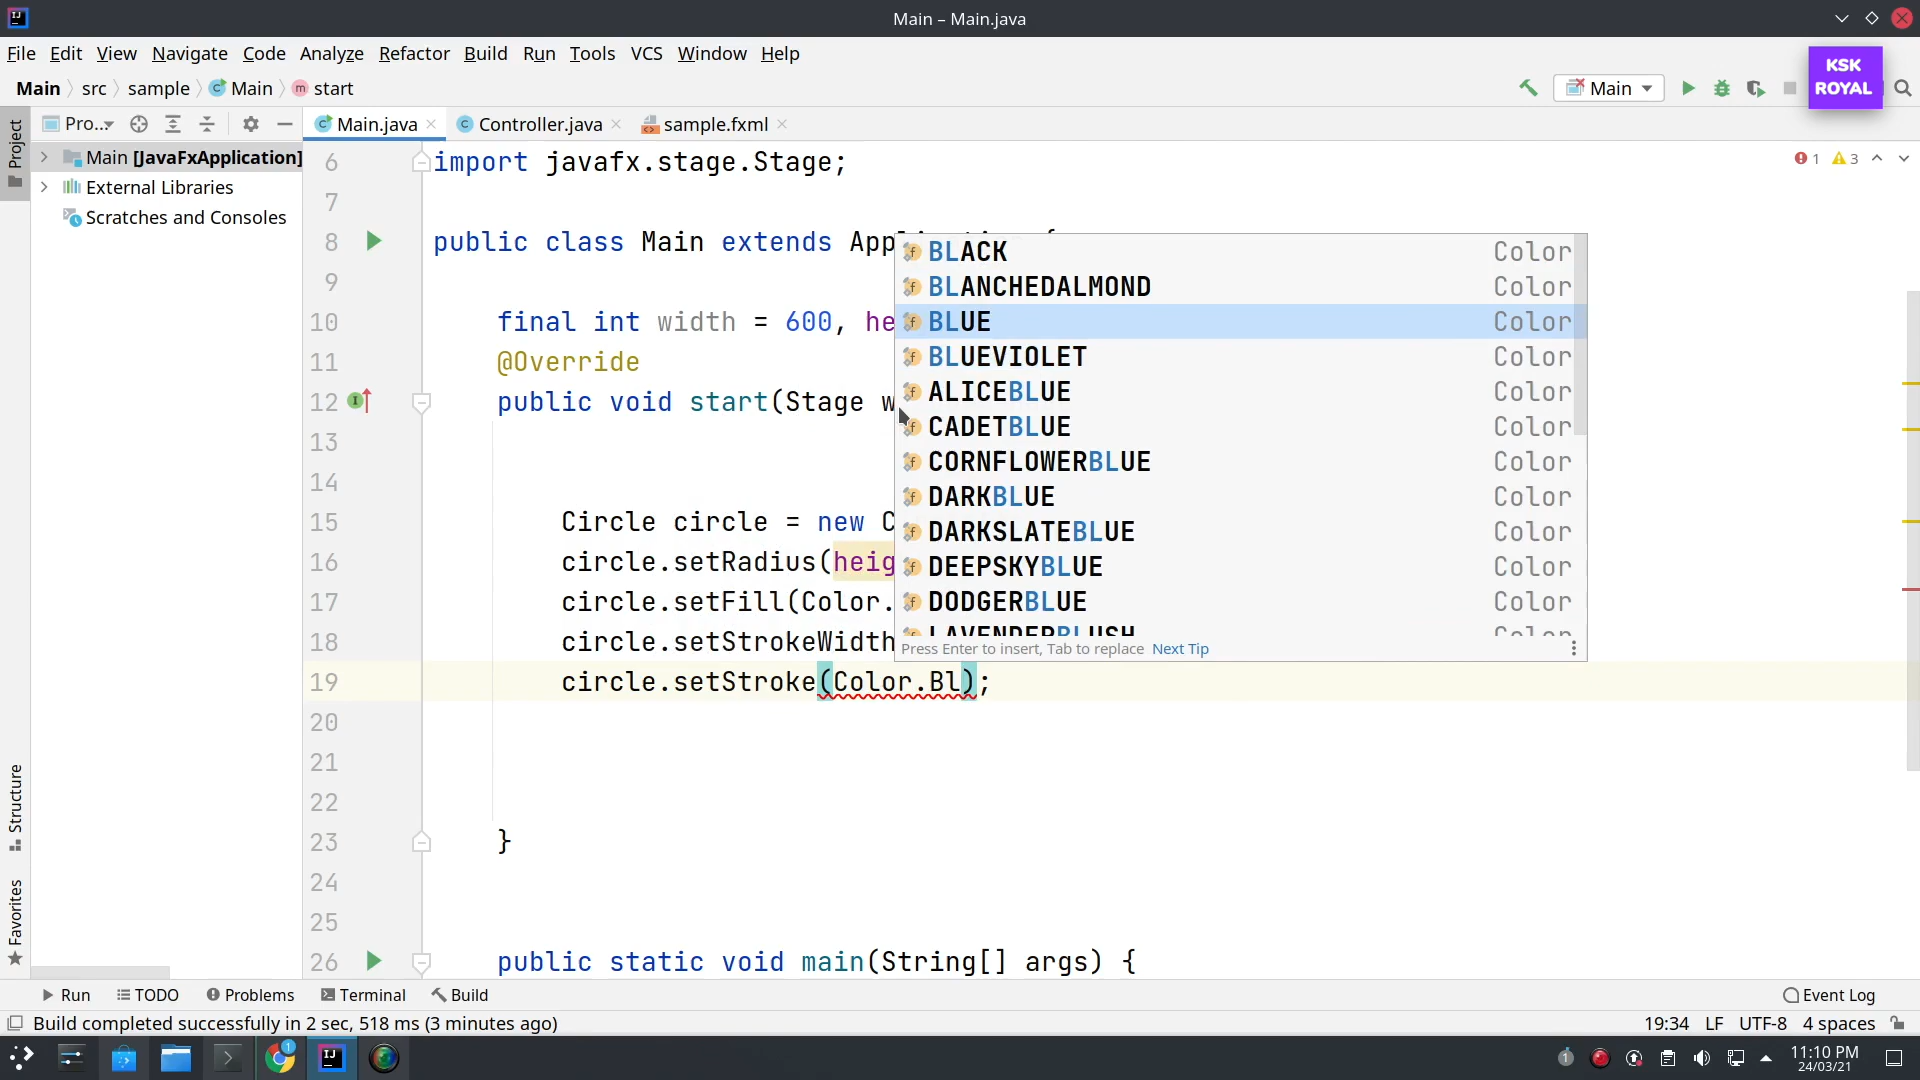 Main – Main.java
File Edit View Navigate Code Analyze Refactor Build Run Tools VCS Window Help
Main src sample Main start
Main
KSK
ROYAL
Project
Pro...
Main.java Controller.java sample.fxml
Main [JavaFxApplication]
External Libraries
Scratches and Consoles
1 3
6 import javafx.stage.Stage;
7
8 public class Main extends App
9
10 final int width = 600, he
11 @Override
12 public void start(Stage w
13
14
15 Circle circle = new C
16 circle.setRadius(heig
17 circle.setFill(Color.
18 circle.setStrokeWidth
19 circle.setStroke(Color.Bl);
20
21
22
23 }
24
25
26 public static void main(String[] args) {
BLACK Color
BLANCHEDALMOND Color
BLUE Color
BLUEVIOLET Color
ALICEBLUE Color
CADETBLUE Color
CORNFLOWERBLUE Color
DARKBLUE Color
DARKSLATEBLUE Color
DEEPSKYBLUE Color
DODGERBLUE Color
LAVENDERBLUSH Color
Press Enter to insert, Tab to replace Next Tip
Structure
Favorites
Run TODO Problems Terminal Build Event Log
Build completed successfully in 2 sec, 518 ms (3 minutes ago) 19:34 LF UTF-8 4 spaces
1
IJ
1
11:10 PM
24/03/21